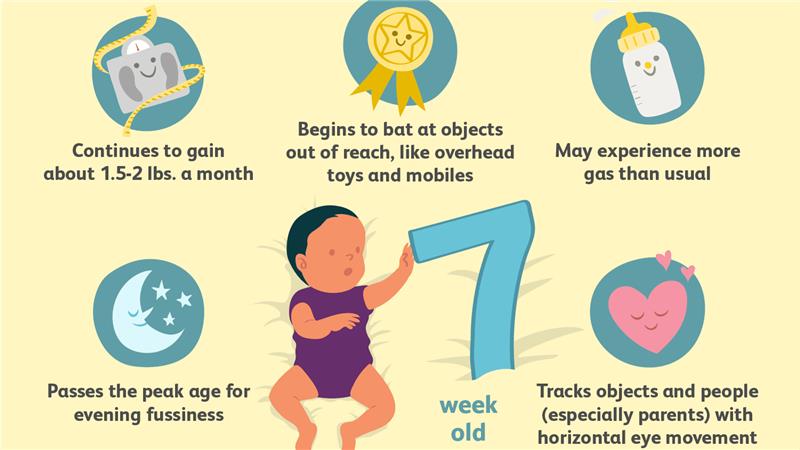 Continues to gain
about 1.5-2 lbs. a month
Begins to bat at objects
out of reach, like overhead
toys and mobiles
May experience more
gas than usual
7
week
old
Passes the peak age for
evening fussiness
Tracks objects and people
(especially parents) with
horizontal eye movement